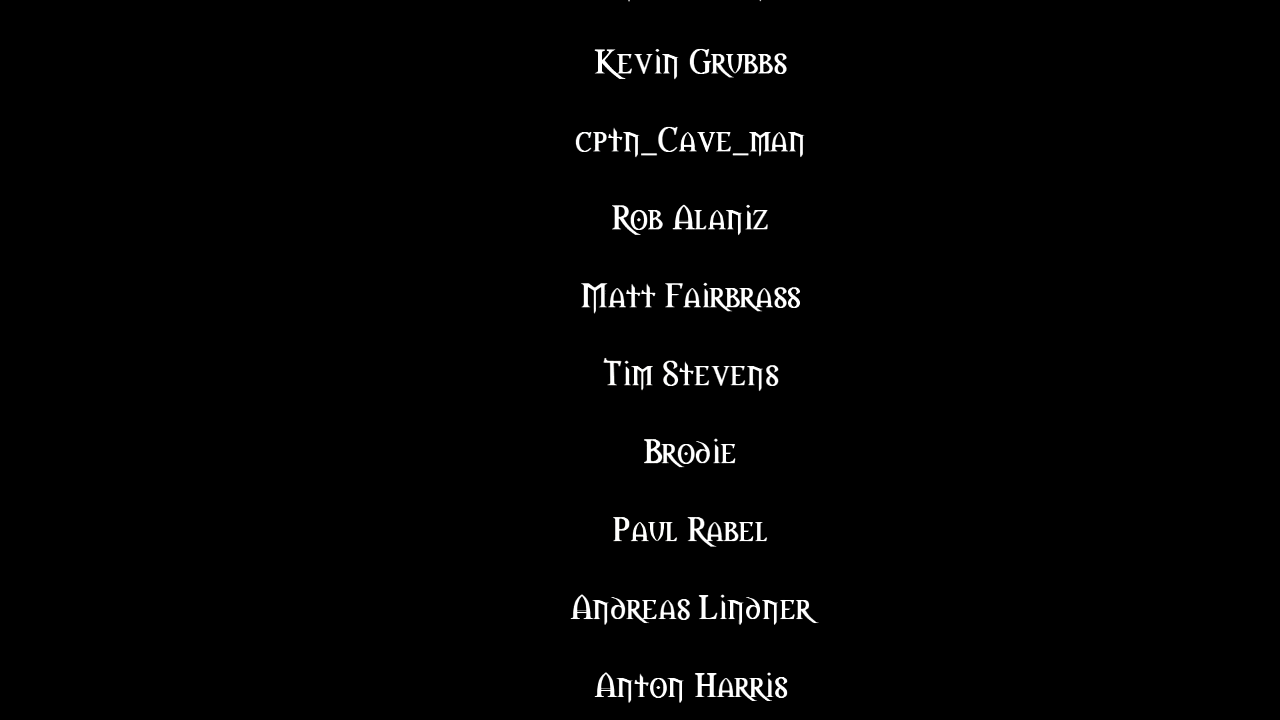 Kevin Grubbs
cptn_Cave_man
Rob Alaniz
Matt Fairbrass
Tim Stevens
Brodie
Paul Rabel
Andreas Lindner
Anton Harris